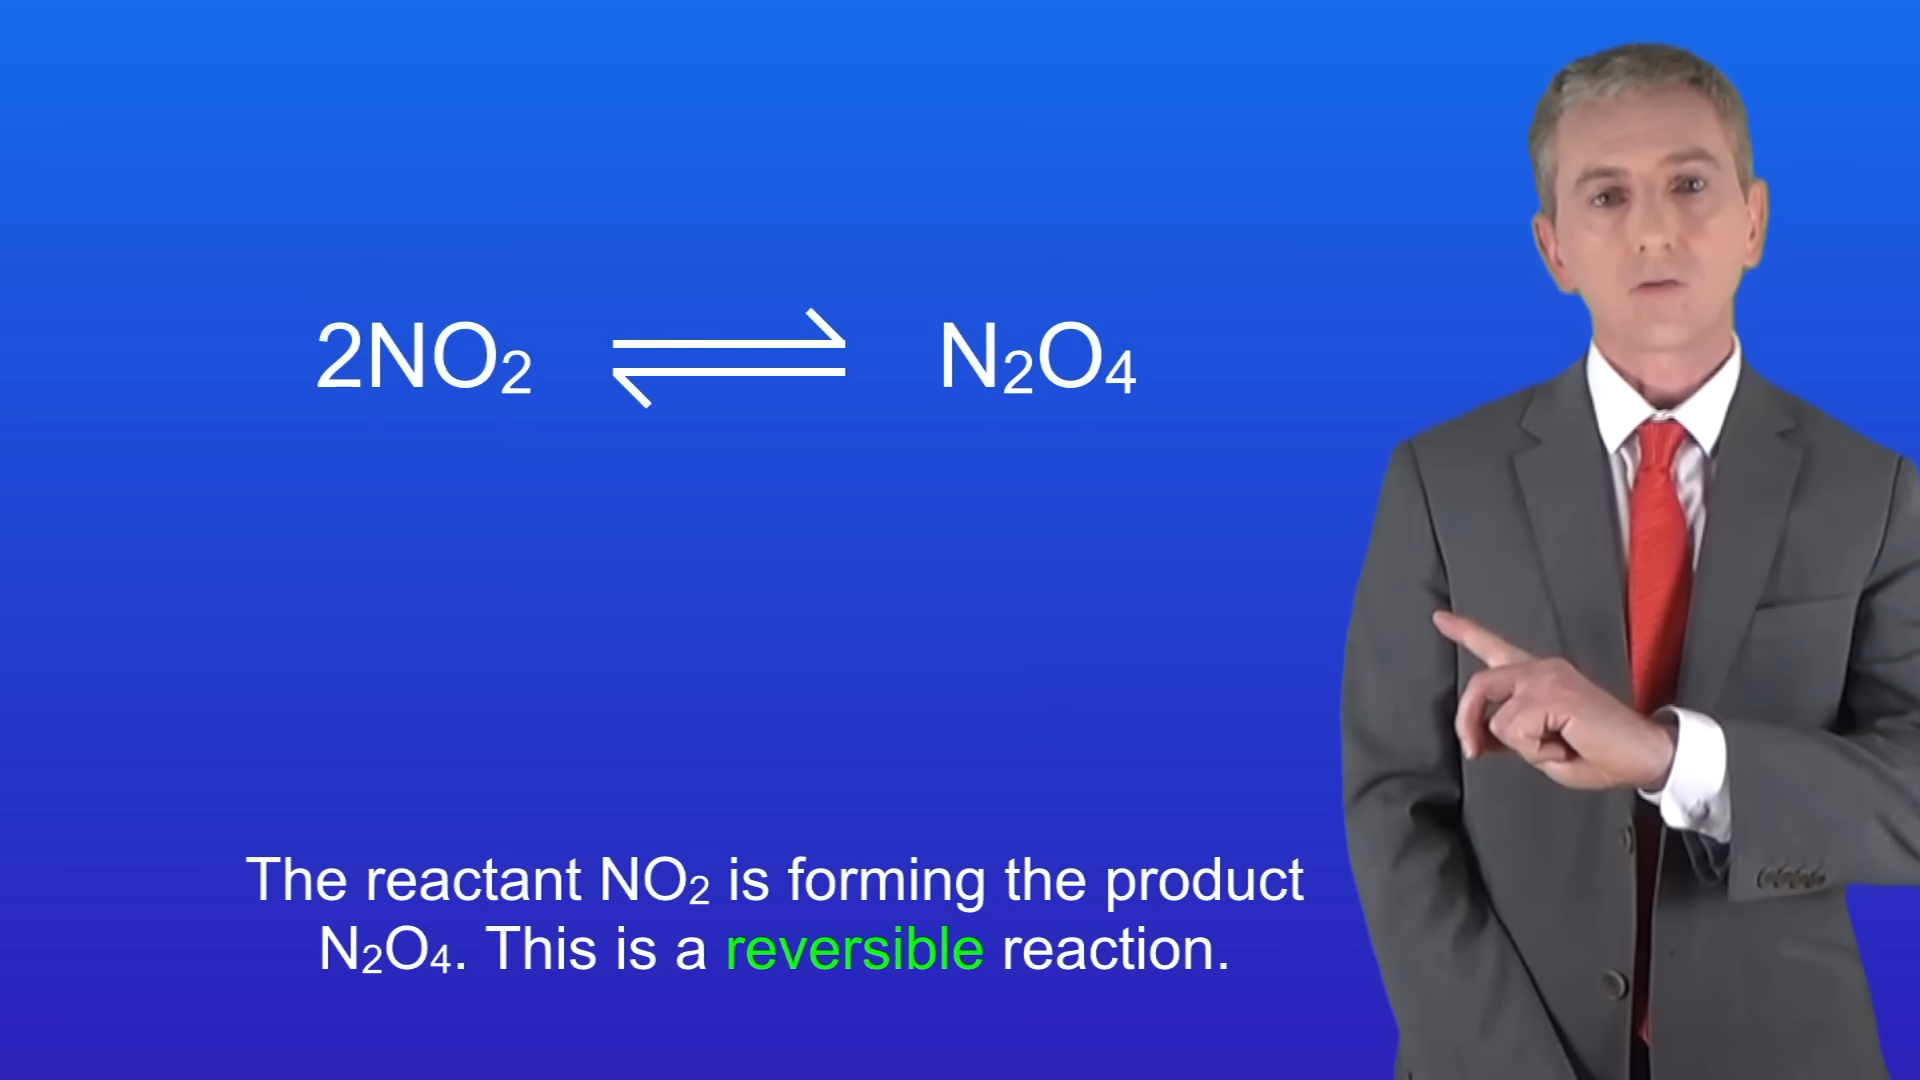 2NO₂ ⇌ N₂O₄
The reactant NO₂ is forming the product
N₂O₄. This is a reversible reaction.